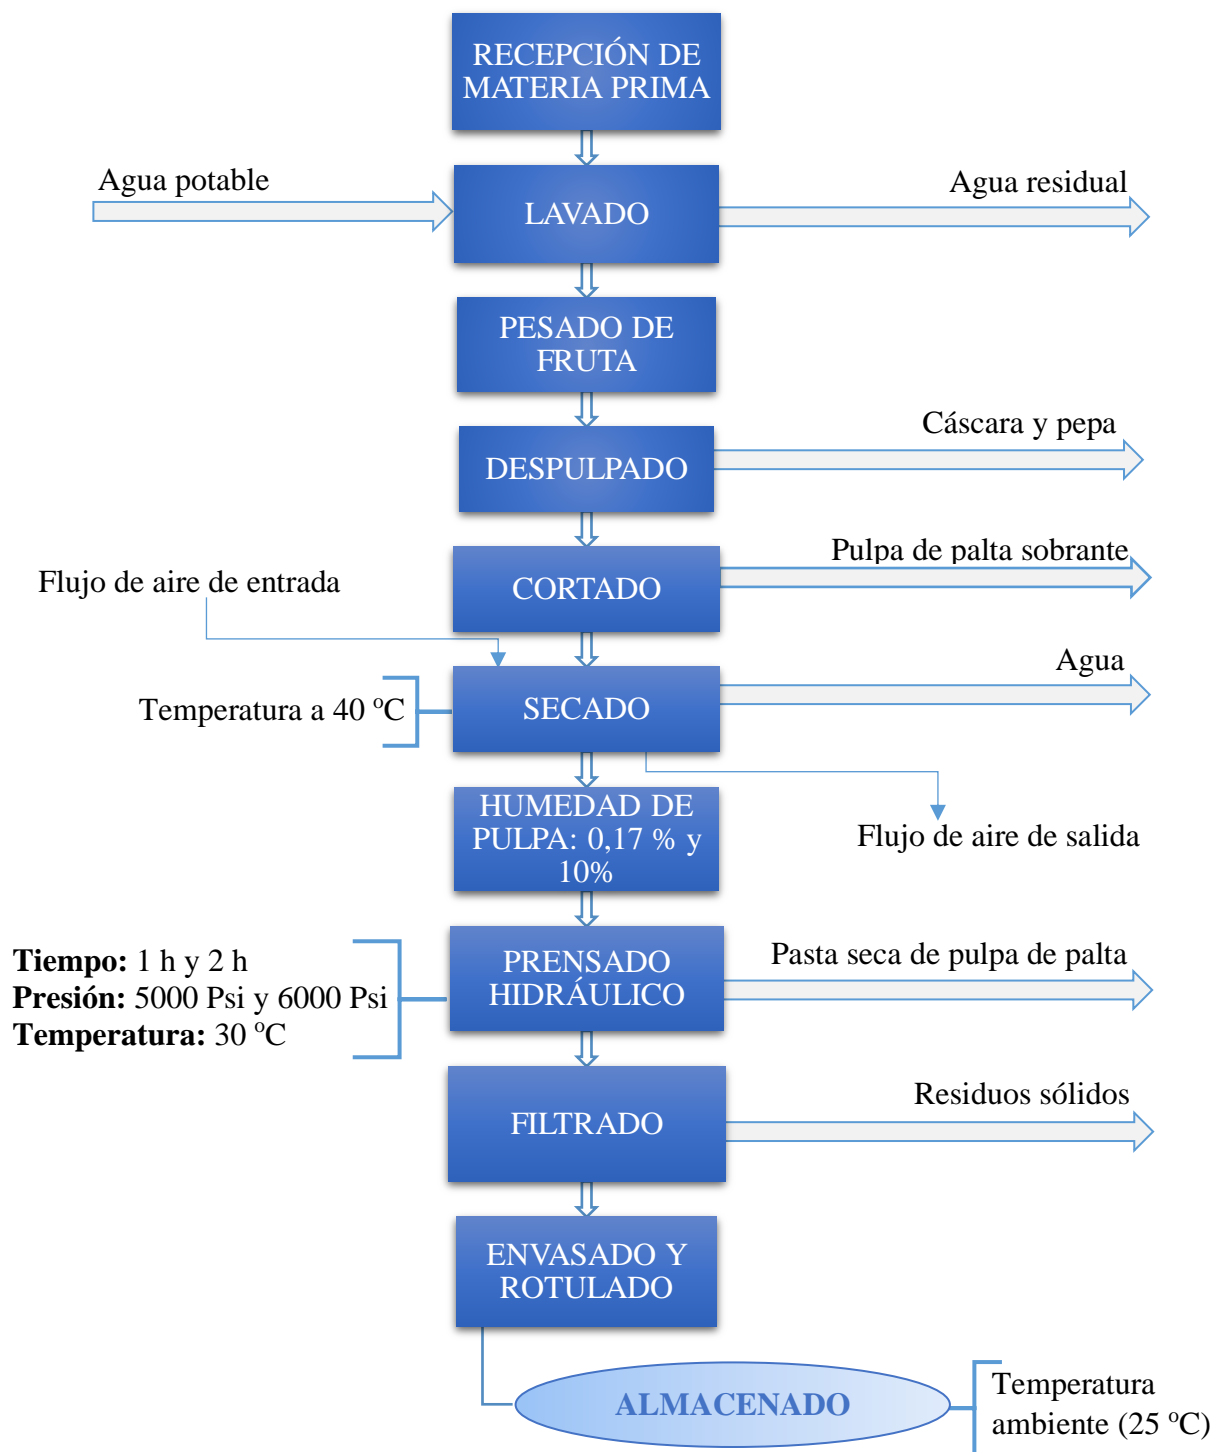 RECEPCIÓN DE
MATERIA PRIMA
Agua potable
LAVADO
Agua residual
PESADO DE
FRUTA
Cáscara y pepa
DESPULPADO
Pulpa de palta sobrante
Flujo de aire de entrada
CORTADO
Agua
Temperatura a 40 °C
SECADO
HUMEDAD DE
PULPA: 0,17 % y
10%
Flujo de aire de salida
Tiempo: 1 h y 2 h
Presión: 5000 Psi y 6000 Psi
Temperatura: 30 °C
PRENSADO
HIDRÁULICO
Pasta seca de pulpa de palta
FILTRADO
Residuos sólidos
ENVASADO Y
ROTULADO
ALMACENADO
Temperatura
ambiente (25 °C)